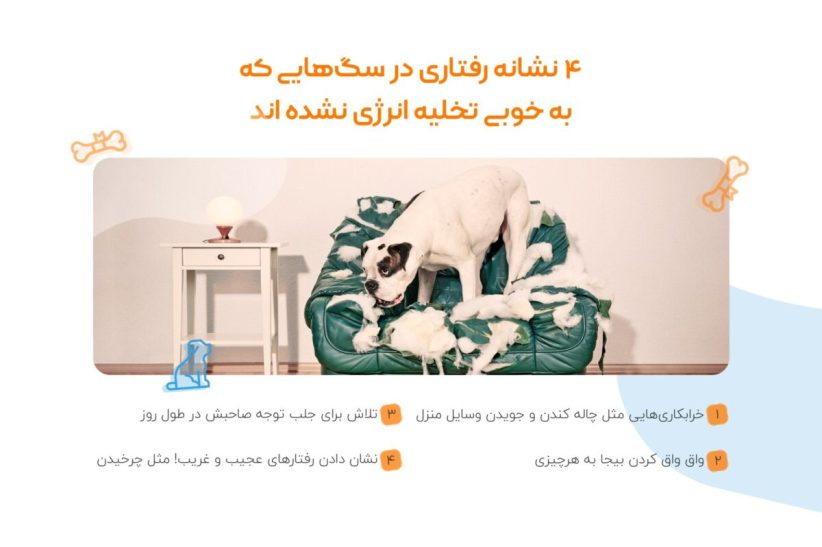 ۴ نشانه رفتاری در سگ‌هایی که
به خوبی تخلیه انرژی نشده اند
۱ خرابکاری‌هایی مثل چاله کندن و جویدن وسایل منزل
۲ واق واق کردن بیجا به هرچیزی
۳ تلاش برای جلب توجه صاحبش در طول روز
۴ نشان دادن رفتارهای عجیب و غریب! مثل چرخیدن